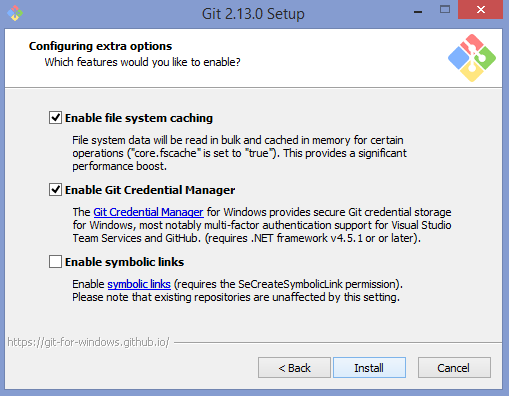 Git 2.13.0 Setup
Configuring extra options
Which features would you like to enable?
Enable file system caching
File system data will be read in bulk and cached in memory for certain
operations ("core.fscache" is set to "true"). This provides a significant
performance boost.
Enable Git Credential Manager
The Git Credential Manager for Windows provides secure Git credential storage
for Windows, most notably multi-factor authentication support for Visual Studio
Team Services and GitHub. (requires .NET framework v4.5.1 or or later).
Enable symbolic links
Enable symbolic links (requires the SeCreateSymbolicLink permission).
Please note that existing repositories are unaffected by this setting.
https://git-for-windows.github.io/
< Back
Install
Cancel